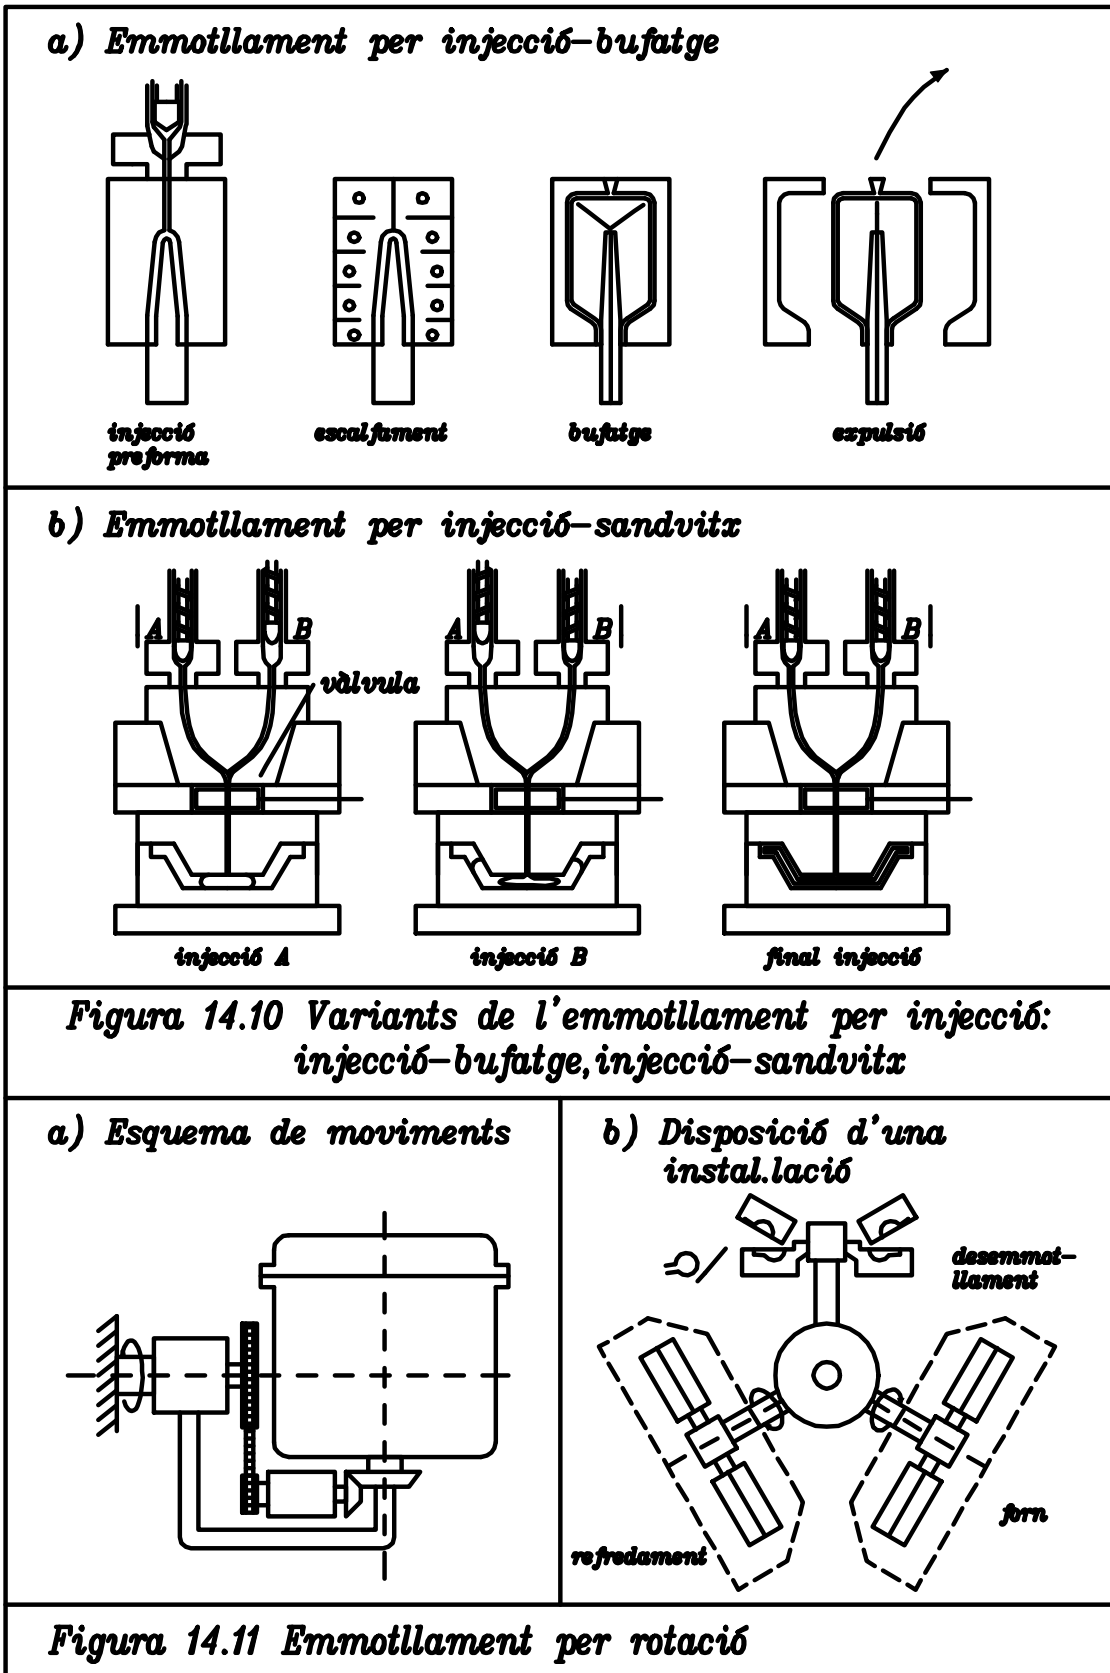 a) Emmotllament per injecció-bufatge
injecció
preforma
escalfament
bufatge
expulsió
b) Emmotllament per injecció-sandvitx
A
B
A
B
A
B
vàlvula
injecció A
injecció B
final injecció
Figura 14.10 Variants de l'emmotllament per injecció:
injecció-bufatge,injecció-sandvitx
a) Esquema de moviments
b) Disposició d'una
instal.lació
desemmot-
llament
forn
refredament
Figura 14.11 Emmotllament per rotació